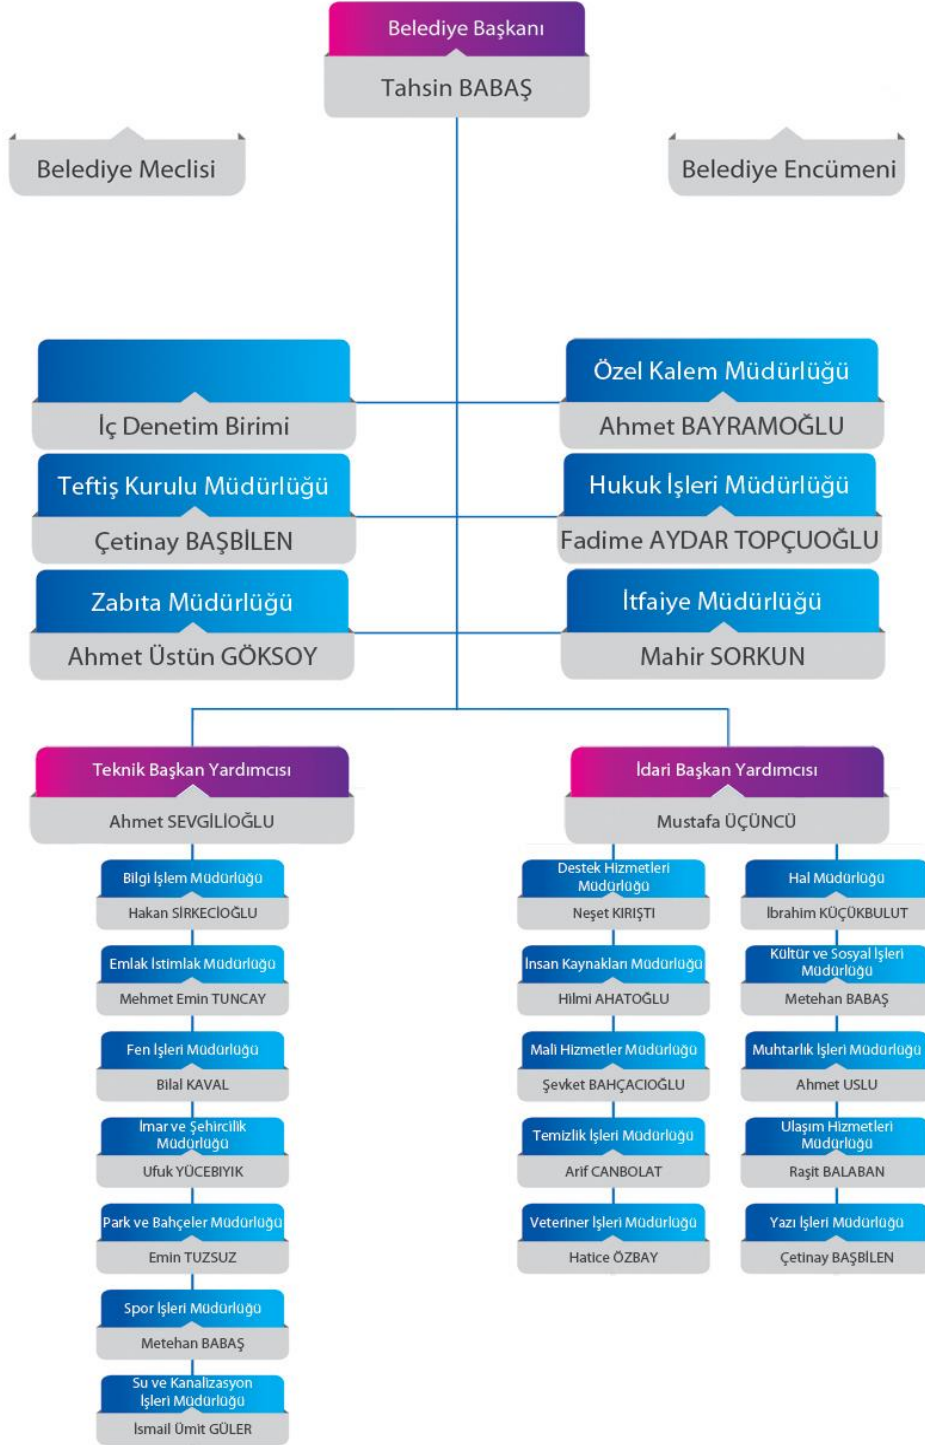 Belediye Başkanı
Tahsin BABAŞ
Belediye Meclisi
Belediye Encümeni
İç Denetim Birimi
Özel Kalem Müdürlüğü
Ahmet BAYRAMOĞLU
Teftiş Kurulu Müdürlüğü
Çetinay BAŞBİLEN
Hukuk İşleri Müdürlüğü
Fadime AYDAR TOPÇUOĞLU
Zabıta Müdürlüğü
Ahmet Üstün GÖKSOY
İtfaiye Müdürlüğü
Mahir SORKUN
Teknik Başkan Yardımcısı
Ahmet SEVGİLİOĞLU
Bilgi İşlem Müdürlüğü
Hakan SİRKECİOĞLU
Emlak İstimlak Müdürlüğü
Mehmet Emin TUNCAY
Fen İşleri Müdürlüğü
Bilal KAVAL
İmar ve Şehircilik
Müdürlüğü
Ufuk YÜCEBIYIK
Park ve Bahçeler Müdürlüğü
Emin TUZSUZ
Spor İşleri Müdürlüğü
Metehan BABAŞ
Su ve Kanalizasyon
İşleri Müdürlüğü
İsmail Ümit GÜLER
İdari Başkan Yardımcısı
Mustafa ÜÇÜNCÜ
Destek Hizmetleri
Müdürlüğü
Neşet KIRIŞTI
İnsan Kaynakları Müdürlüğü
Hilmi AHATOĞLU
Mali Hizmetler Müdürlüğü
Şevket BAHÇACIOĞLU
Temizlik İşleri Müdürlüğü
Arif CANBOLAT
Veteriner İşleri Müdürlüğü
Hatice ÖZBAY
Hal Müdürlüğü
İbrahim KÜÇÜKBULUT
Kültür ve Sosyal İşleri
Müdürlüğü
Metehan BABAŞ
Muhtarlık İşleri Müdürlüğü
Ahmet USLU
Ulaşım Hizmetleri
Müdürlüğü
Raşit BALABAN
Yazı İşleri Müdürlüğü
Çetinay BAŞBİLEN